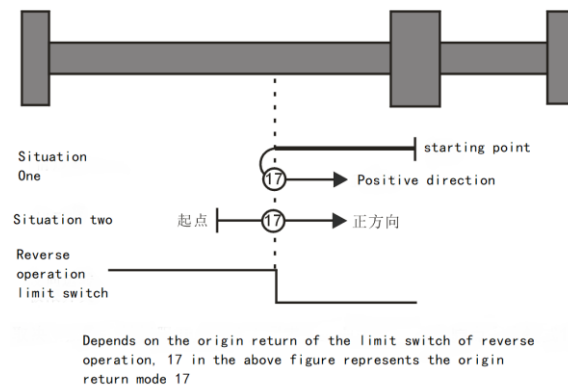 Situation
One
starting point
17
Positive direction
Situation two
起点
17
正方向
Reverse
operation
limit switch
Depends on the origin return of the limit switch of reverse
operation, 17 in the above figure represents the origin
return mode 17